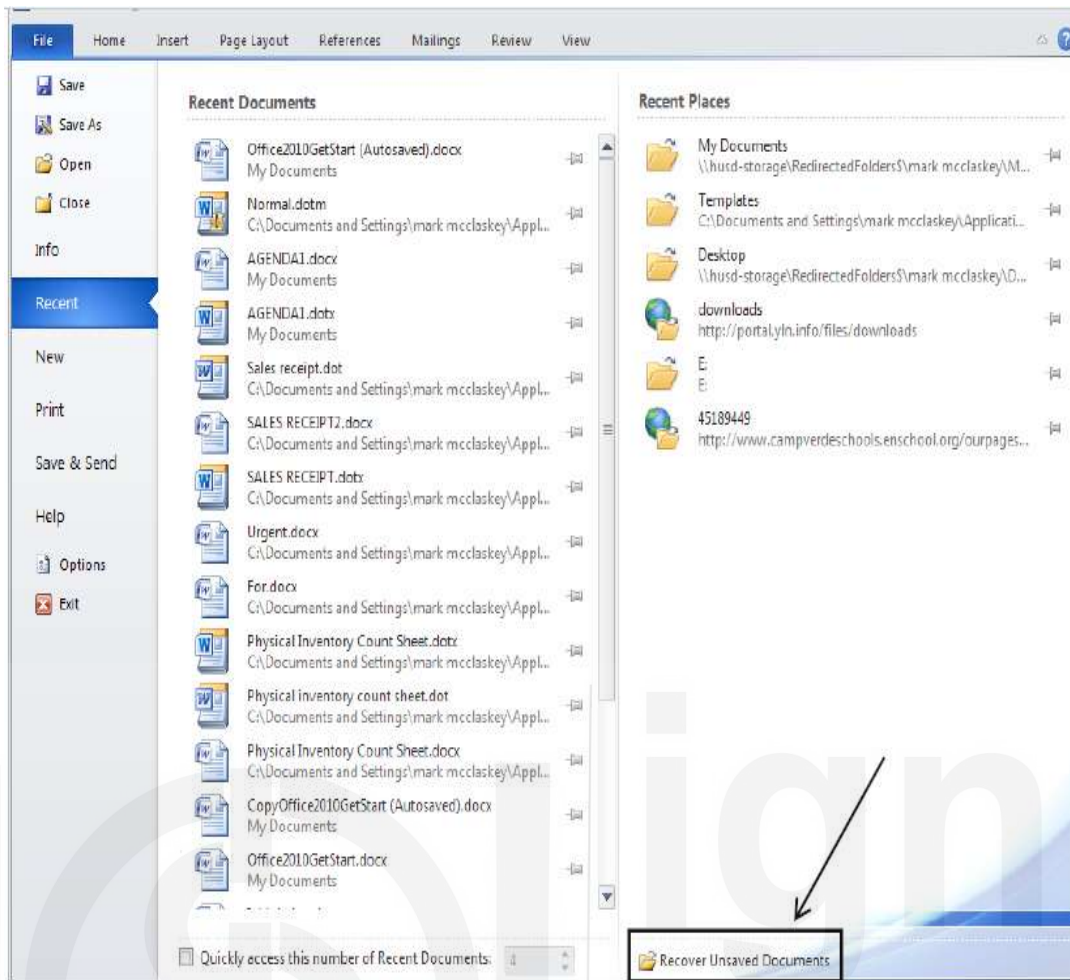 File Home Insert Page Layout References Mailings Review View
Save
Save As
Open
Close
Info
Recent
New
Print
Save & Send
Help
Options
Exit
Recent Documents
Office2010GetStart (Autosaved).docx
My Documents
Normal.dotm
C:\Documents and Settings\mark mcclaskey\Appl...
AGENDA1.docx
My Documents
AGENDA1.dotx
My Documents
Sales receipt.dot
C:\Documents and Settings\mark mcclaskey\Appl...
SALES RECEIPT2.docx
C:\Documents and Settings\mark mcclaskey\Appl...
SALES RECEIPT.dotx
C:\Documents and Settings\mark mcclaskey\Appl...
Urgent.docx
C:\Documents and Settings\mark mcclaskey\Appl...
For.docx
C:\Documents and Settings\mark mcclaskey\Appl...
Physical Inventory Count Sheet.dotx
C:\Documents and Settings\mark mcclaskey\Appl...
Physical inventory count sheet.dot
C:\Documents and Settings\mark mcclaskey\Appl...
Physical Inventory Count Sheet.docx
C:\Documents and Settings\mark mcclaskey\Appl...
CopyOffice2010GetStart (Autosaved).docx
My Documents
Office2010GetStart.docx
My Documents
Quickly access this number of Recent Documents: 4
Recent Places
My Documents
\\husd-storage\RedirectedFolders$\mark mcclaskey\M...
Templates
C:\Documents and Settings\mark mcclaskey\Applicati...
Desktop
\\husd-storage\RedirectedFolders$\mark mcclaskey\D...
downloads
http://portal.yln.info/files/downloads
E:
E:
45189449
http://www.campverdeschools.enschool.org/ourpages...
Recover Unsaved Documents